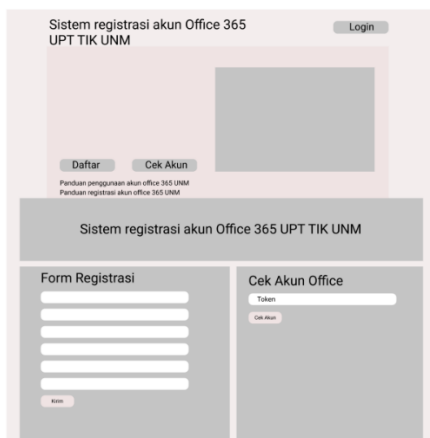 Sistem registrasi akun Office 365
UPT TIK UNM
Login
Daftar
Cek Akun
Panduan penggunaan akun office 365 UNM
Panduan registrasi akun office 365 UNM
Sistem registrasi akun Office 365 UPT TIK UNM
Form Registrasi
Kirim
Cek Akun Office
Token
Cek Akun